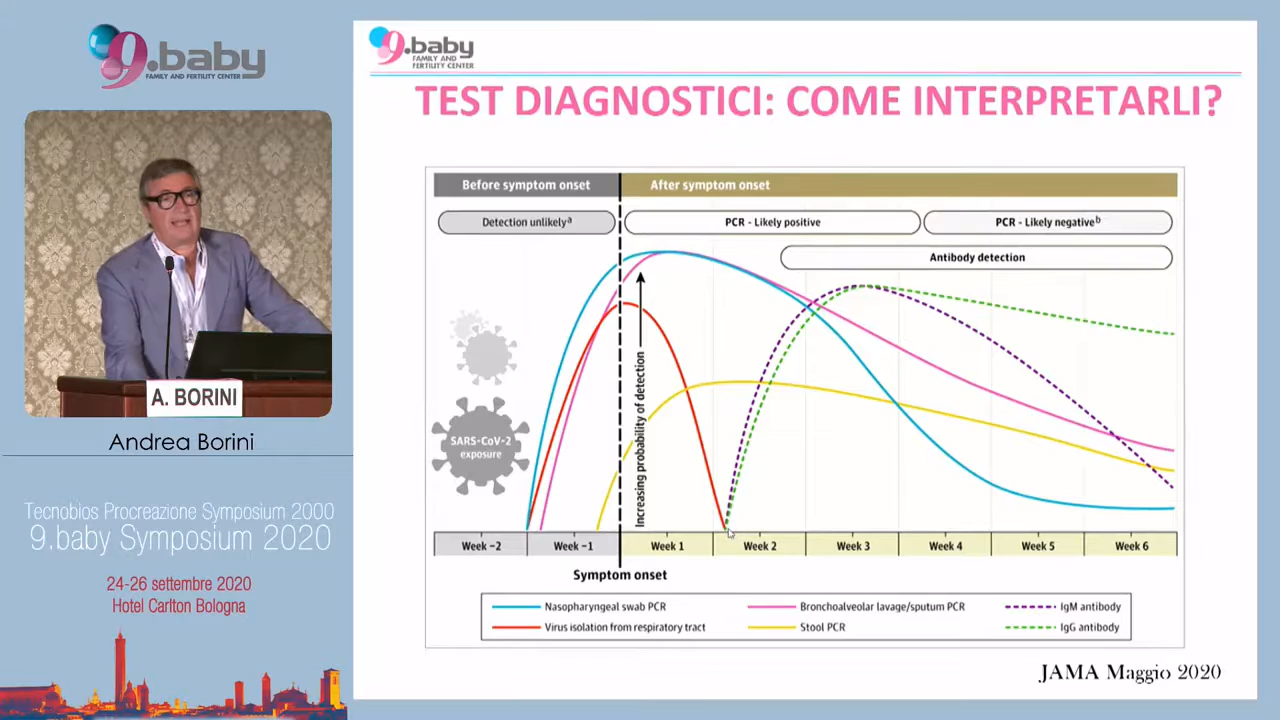 9.baby
FAMILY AND FERTILITY CENTER
A. BORINI
Andrea Borini
Tecnobios Procreazione Symposium 2000
9.baby Symposium 2020
24-26 settembre 2020
Hotel Carlton Bologna
9.baby
FAMILY AND
FERTILITY CENTER
TEST DIAGNOSTICI: COME INTERPRETARLI?
Before symptom onset
After symptom onset
Detection unlikelyᵃ
PCR - Likely positive
PCR - Likely negativeᵇ
Antibody detection
Increasing probability of detection
SARS-CoV-2
exposure
Week −2
Week −1
Week 1
Week 2
Week 3
Week 4
Week 5
Week 6
Symptom onset
Nasopharyngeal swab PCR
Bronchoalveolar lavage/sputum PCR
IgM antibody
Virus isolation from respiratory tract
Stool PCR
IgG antibody
JAMA Maggio 2020